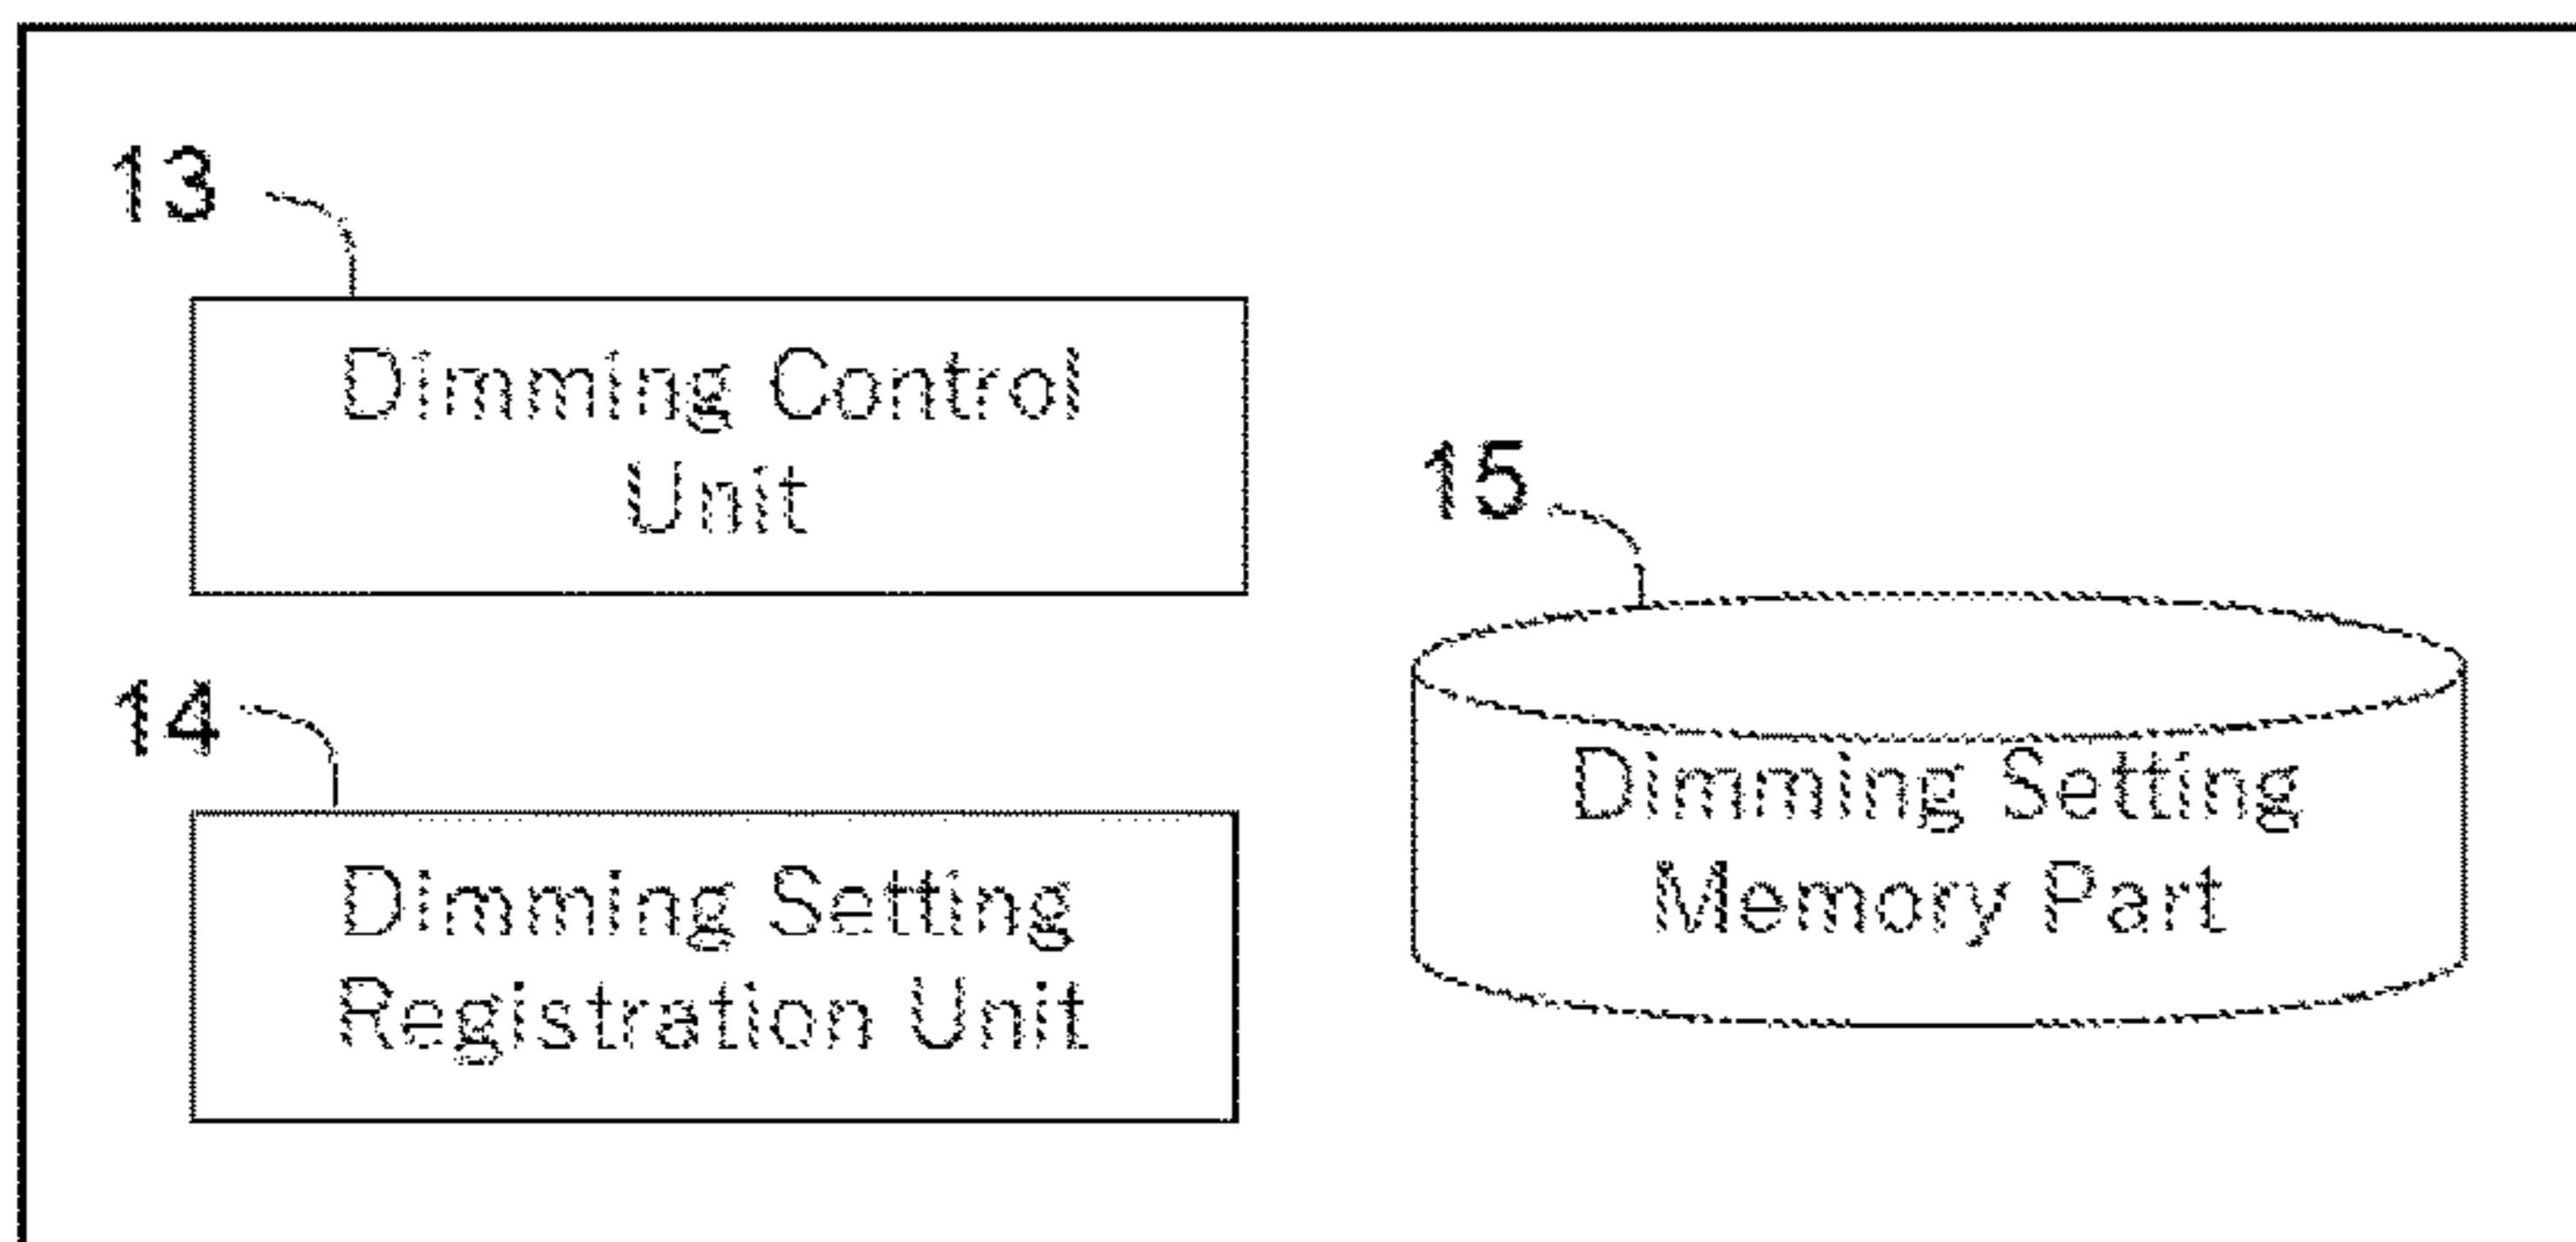 13
Dimming Control
Unit
14
Dimming Setting
Registration Unit
15
Dimming Setting
Memory Part